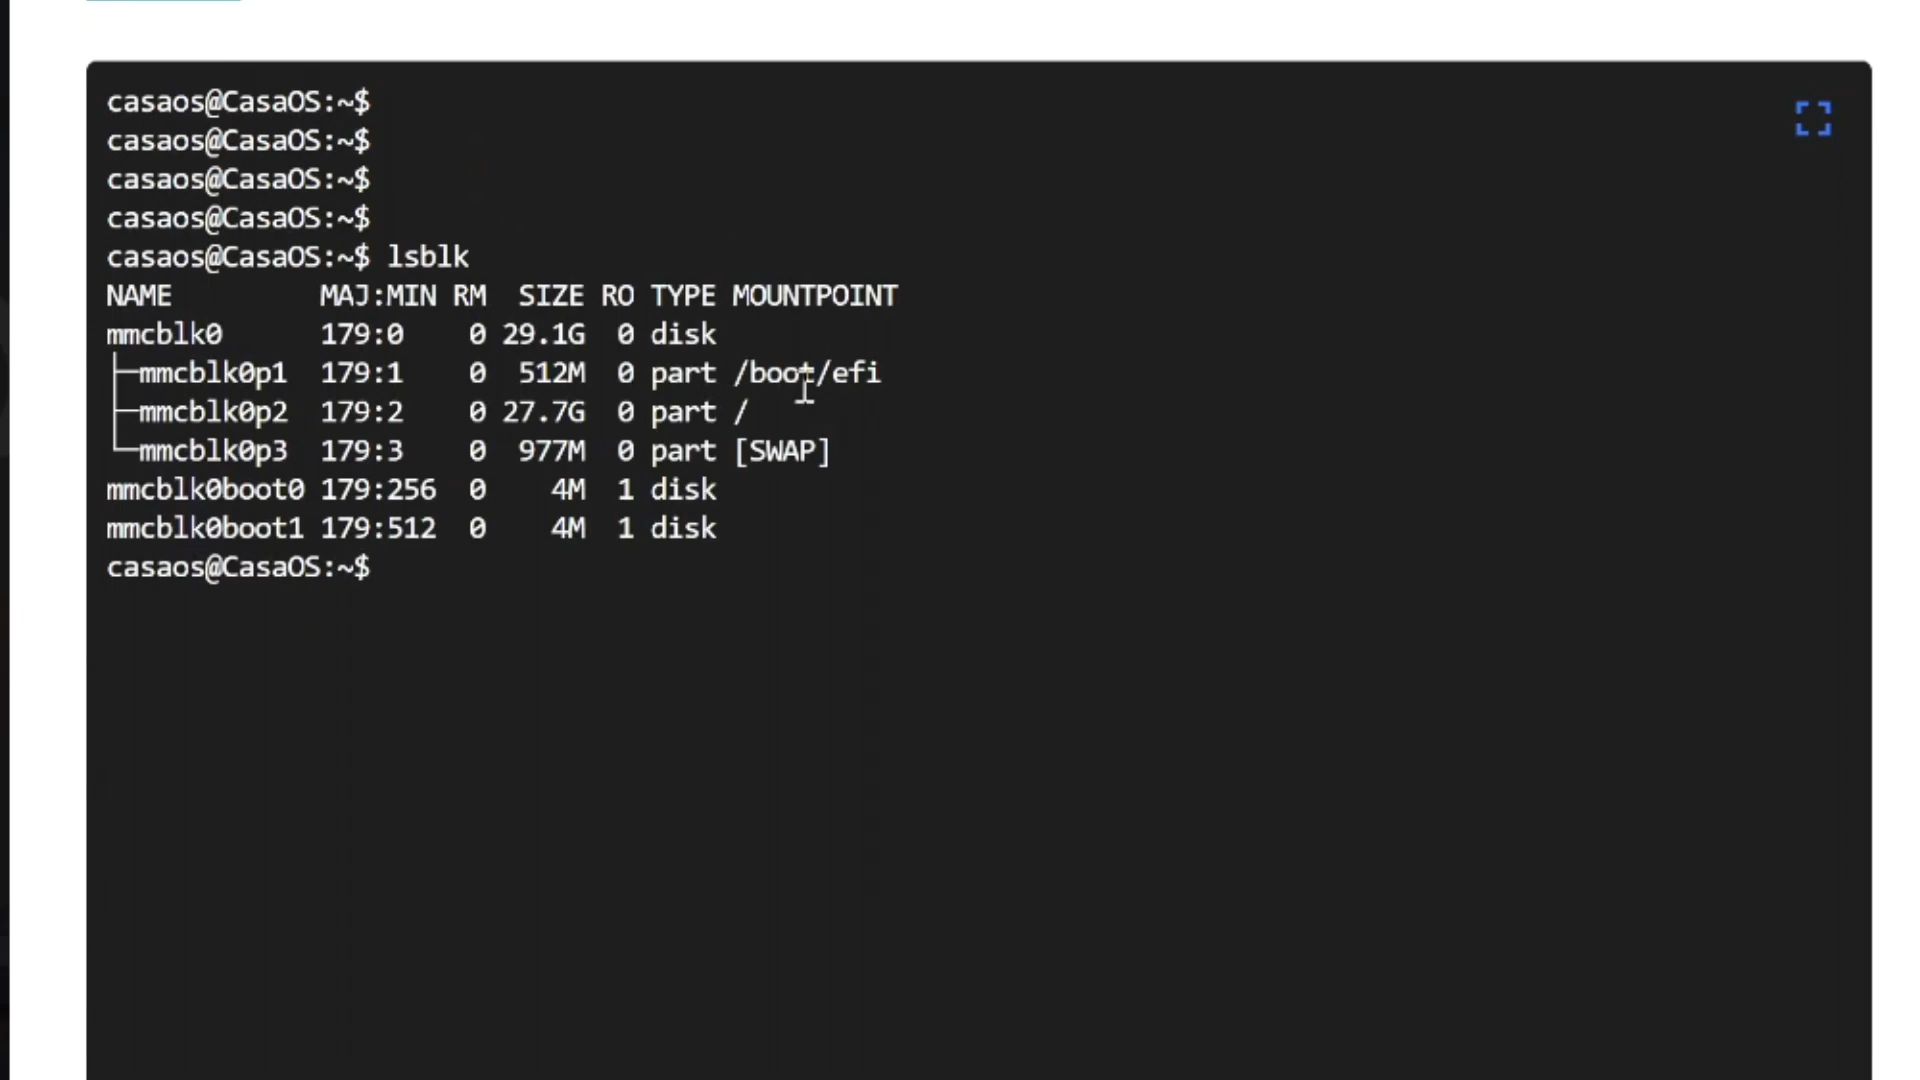 casaos@CasaOS:~$
casaos@CasaOS:~$
casaos@CasaOS:~$
casaos@CasaOS:~$
casaos@CasaOS:~$ lsblk
NAME         MAJ:MIN RM  SIZE RO TYPE MOUNTPOINT
mmcblk0      179:0    0 29.1G  0 disk
├─mmcblk0p1  179:1    0  512M  0 part /boot/efi
├─mmcblk0p2  179:2    0 27.7G  0 part /
└─mmcblk0p3  179:3    0  977M  0 part [SWAP]
mmcblk0boot0 179:256  0    4M  1 disk
mmcblk0boot1 179:512  0    4M  1 disk
casaos@CasaOS:~$